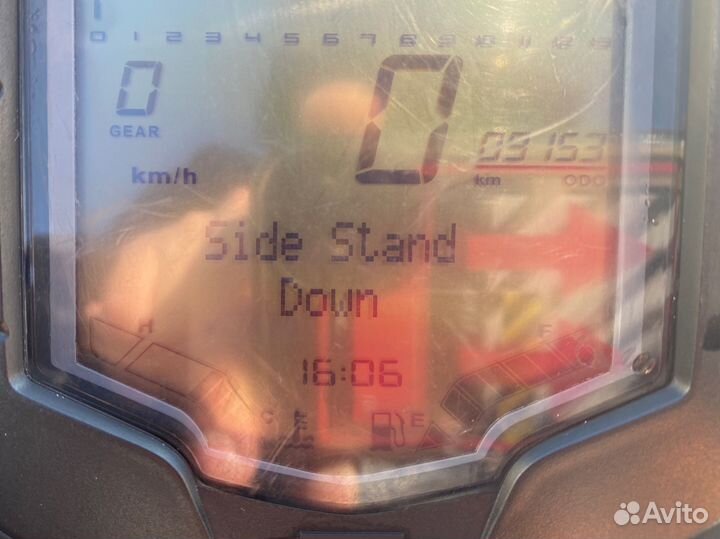 0 1 2 3 4 5 6 7 8 9 10 11 12 13
0
0
GEAR
031537
km/h
km ODO
Side Stand
Down
H
F
16:06
C
E
Avito